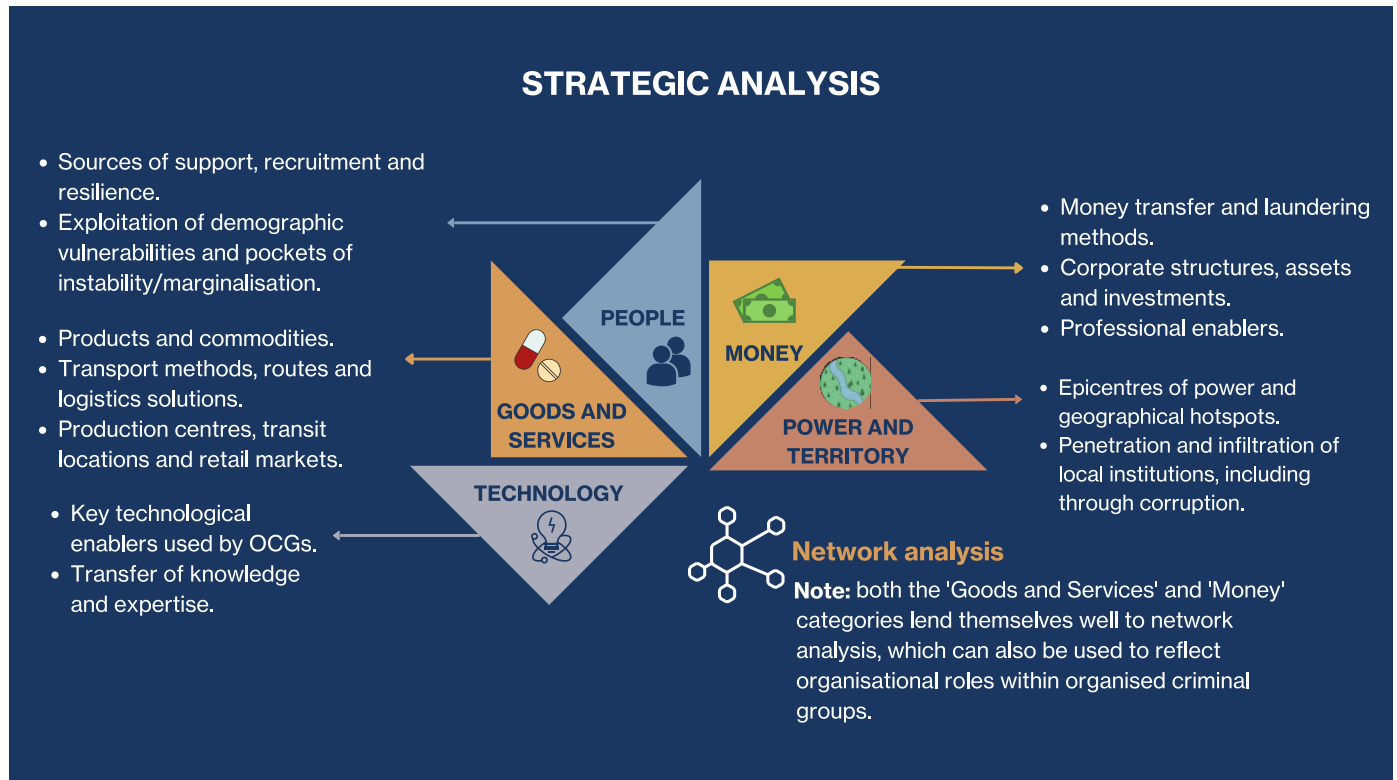 STRATEGIC ANALYSIS
• Sources of support, recruitment and
resilience.
• Exploitation of demographic
vulnerabilities and pockets of
instability/marginalisation.
• Products and commodities.
• Transport methods, routes and
logistics solutions.
• Production centres, transit
locations and retail markets.
• Key technological
enablers used by OCGs.
• Transfer of knowledge
and expertise.
PEOPLE
GOODS AND
SERVICES
TECHNOLOGY
MONEY
POWER AND
TERRITORY
• Money transfer and laundering
methods.
• Corporate structures, assets
and investments.
• Professional enablers.
• Epicentres of power and
geographical hotspots.
• Penetration and infiltration of
local institutions, including
through corruption.
Network analysis
Note: both the 'Goods and Services' and 'Money'
categories lend themselves well to network
analysis, which can also be used to reflect
organisational roles within organised criminal
groups.